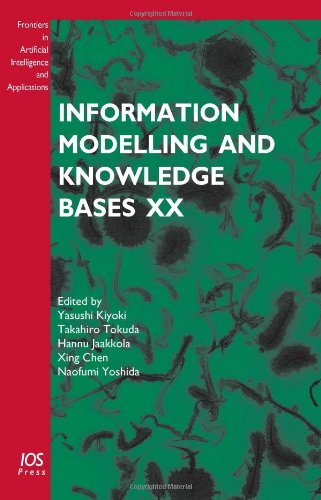 Frontiers
in
Artificial
Intelligence and
Applications
INFORMATION
MODELLING AND
KNOWLEDGE
BASES XX
Edited by
Yasushi Kiyoki
Takahiro Tokuda
Hannu Jaakkola
Xing Chen
Naofumi Yoshida
IOS
Press